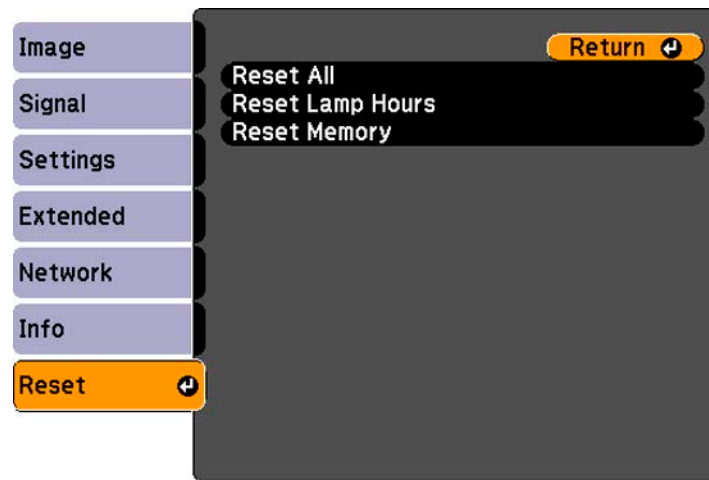 Image
Signal
Settings
Extended
Network
Info
Reset
Return
Reset All
Reset Lamp Hours
Reset Memory